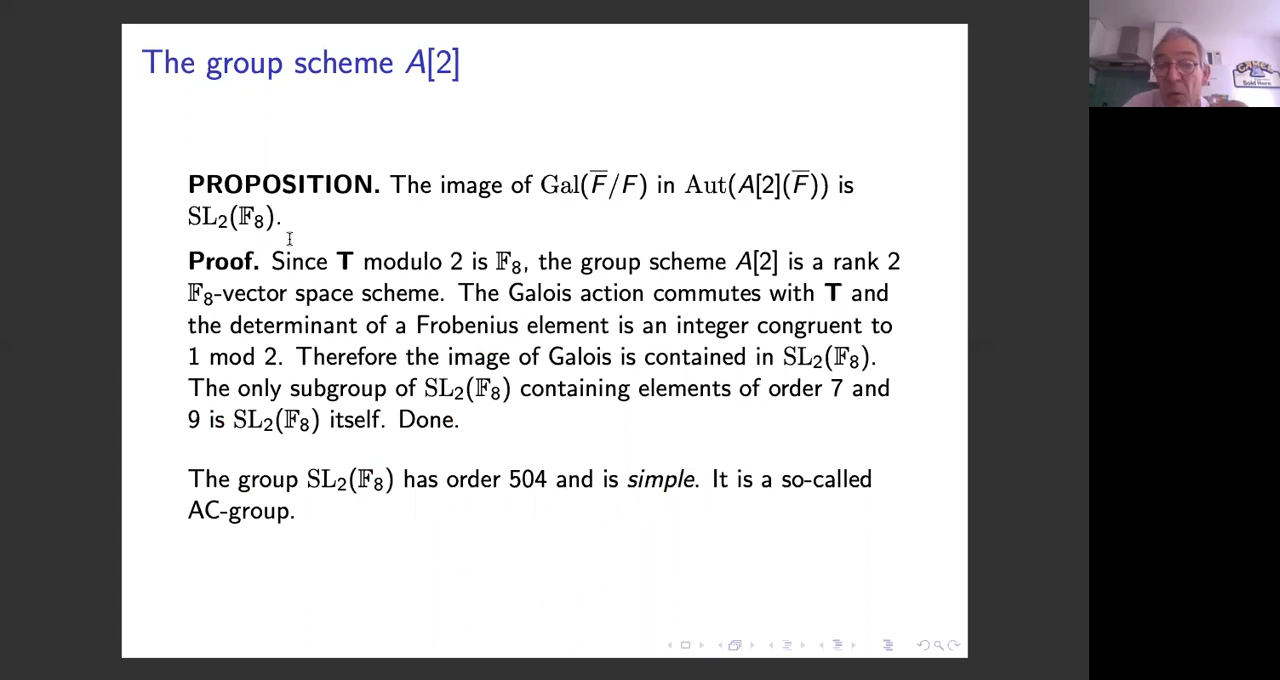 The group scheme A[2]
PROPOSITION. The image of Gal(F̅/F) in Aut(A[2](F̅)) is
SL₂(𝔽₈).
Proof. Since T modulo 2 is 𝔽₈, the group scheme A[2] is a rank 2
𝔽₈-vector space scheme. The Galois action commutes with T and
the determinant of a Frobenius element is an integer congruent to
1 mod 2. Therefore the image of Galois is contained in SL₂(𝔽₈).
The only subgroup of SL₂(𝔽₈) containing elements of order 7 and
9 is SL₂(𝔽₈) itself. Done.
The group SL₂(𝔽₈) has order 504 and is simple. It is a so-called
AC-group.
CAMEL
Sold Here